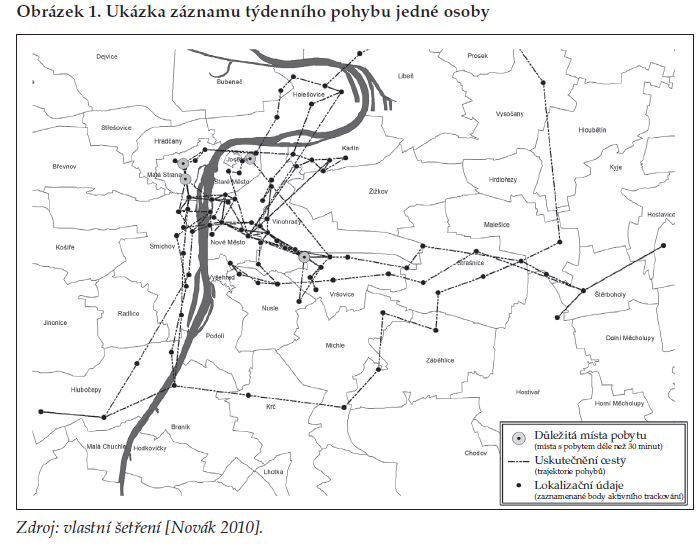 Obrázek 1. Ukázka záznamu týdenního pohybu jedné osoby
Dejvice
Prosek
Bubeneč
Libeň
Holešovice
Vysočany
Střešovice
Hloubětín
Hradčany
Karlín
Josefov
Břevnov
Kyje
Malá Strana
Hrdlořezy
Staré Město
Žižkov
Hostavice
Vinohrady
Malešice
Košíře
Smíchov
Nové Město
Strašnice
Vyšehrad
Štěrboholy
Vršovice
Nusle
Jinonice
Radlice
Podolí
Michle
Dolní Měcholupy
Záběhlice
Hlubočepy
Hostivař
Horní Měcholupy
Krč
Braník
Malá Chuchle
Hodkovičky
Chodov
Lhotka
Důležitá místa pobytu
(místa s pobytem déle než 30 minut)
Uskutečnění cesty
(trajektorie pohybů)
Lokalizační údaje
(zaznamenané body aktivního trackování)
Zdroj: vlastní šetření [Novák 2010].